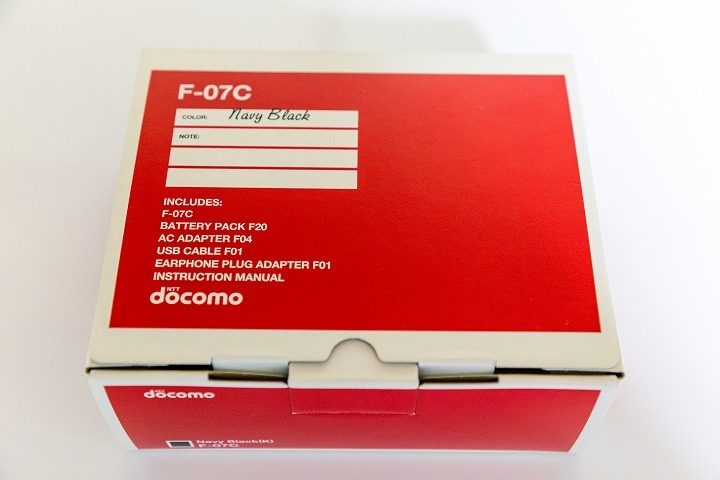 F-07C
COLOR: Navy Black
NOTE:
INCLUDES:
F-07C
BATTERY PACK F20
AC ADAPTER F04
USB CABLE F01
EARPHONE PLUG ADAPTER F01
INSTRUCTION MANUAL
NTT
docomo
NTT
docomo
Navy Black(K)
F-07C